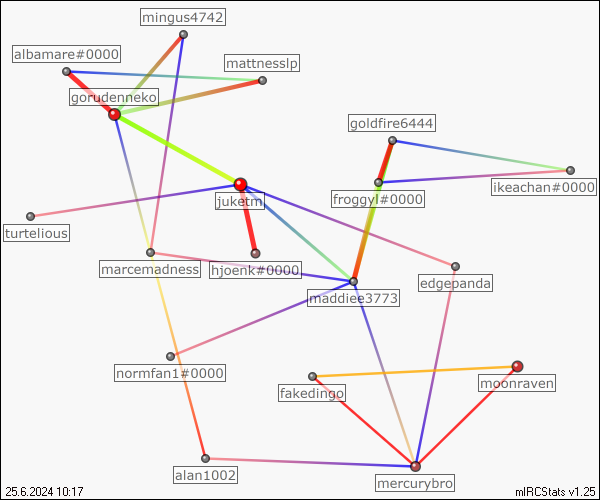 mingus4742
albamare#0000
mattnesslp
gorudenneko
goldfire6444
juketm
froggyl#0000
ikeachan#0000
turtelious
marcemadness
hjoenk#0000
edgepanda
maddiee3773
normfan1#0000
fakedingo
moonraven
alan1002
mercurybro
25.6.2024 10:17
mIRCStats v1.25